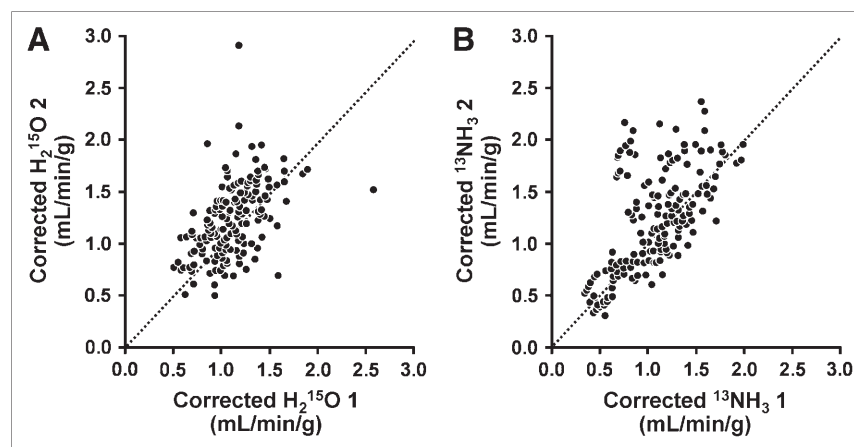 A
3.0
2.5
2.0
1.5
1.0
0.5
0.0
Corrected H₂¹⁵O 2
(mL/min/g)
0.0 0.5 1.0 1.5 2.0 2.5 3.0
Corrected H₂¹⁵O 1
(mL/min/g)
B
3.0
2.5
2.0
1.5
1.0
0.5
0.0
Corrected ¹³NH₃ 2
(mL/min/g)
0.0 0.5 1.0 1.5 2.0 2.5 3.0
Corrected ¹³NH₃ 1
(mL/min/g)